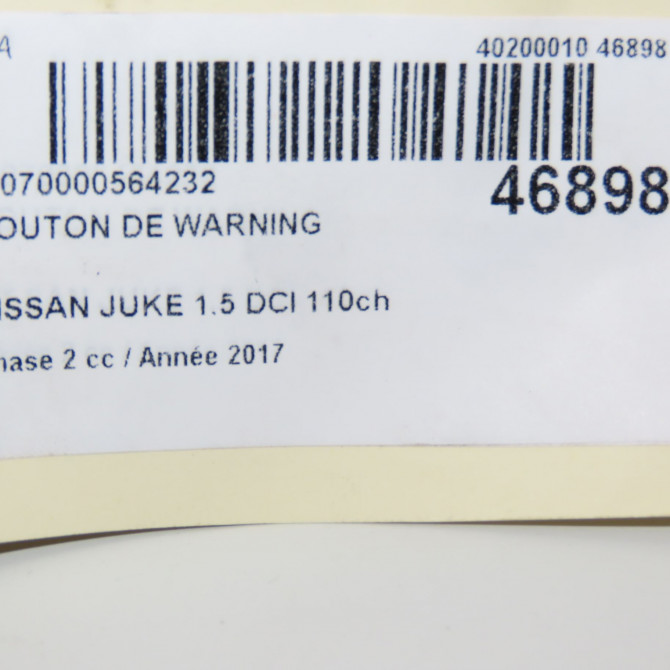 A 40200010 46898
070000564232 46898
OUTON DE WARNING
ISSAN JUKE 1.5 DCI 110ch
hase 2 cc / Année 2017